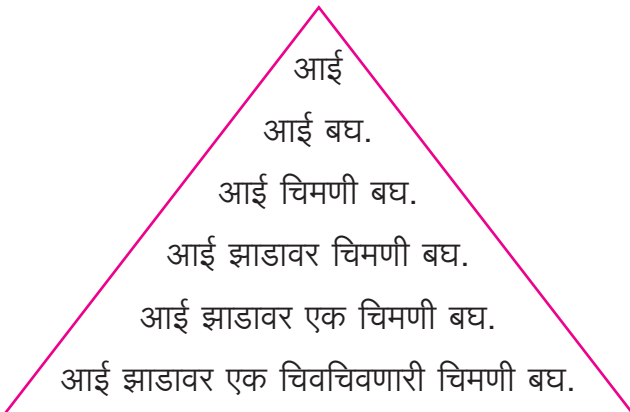 आई
आई बघ.
आई चिमणी बघ.
आई झाडावर चिमणी बघ.
आई झाडावर एक चिमणी बघ.
आई झाडावर एक चिवचिवणारी चिमणी बघ.